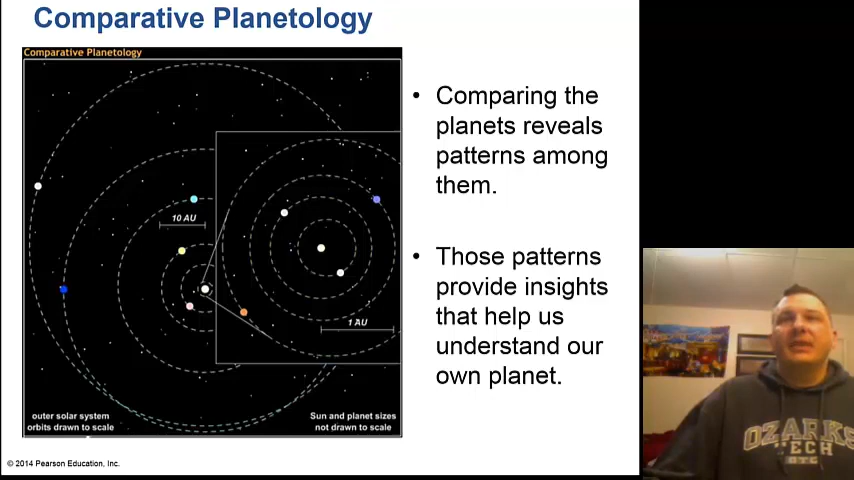 Comparative Planetology
Comparative Planetology
10 AU
1 AU
outer solar system
orbits drawn to scale
Sun and planet sizes
not drawn to scale
• Comparing the
planets reveals
patterns among
them.
• Those patterns
provide insights
that help us
understand our
own planet.
© 2014 Pearson Education, Inc.
OZARKS
TECH